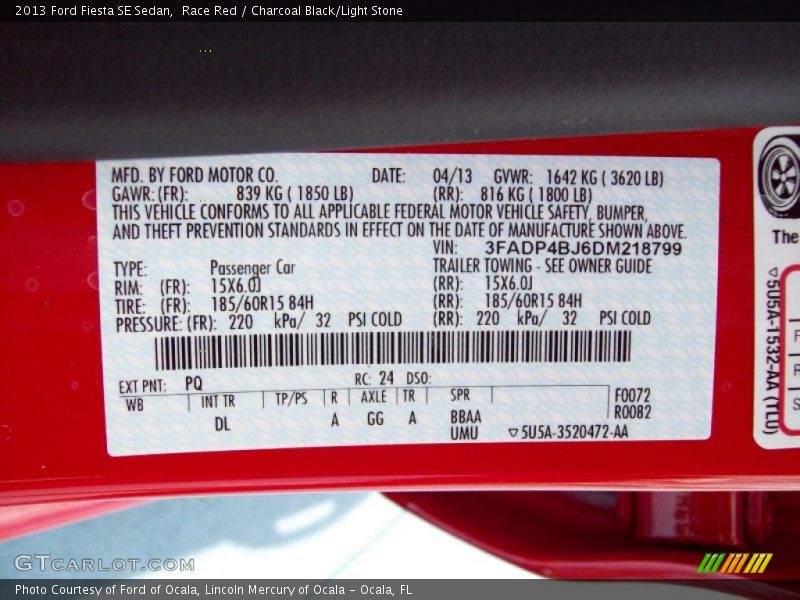 2013 Ford Fiesta SE Sedan, Race Red / Charcoal Black/Light Stone
MFD. BY FORD MOTOR CO. DATE: 04/13 GVWR: 1642 KG ( 3620 LB)
GAWR: (FR): 839 KG ( 1850 LB) (RR): 816 KG ( 1800 LB)
THIS VEHICLE CONFORMS TO ALL APPLICABLE FEDERAL MOTOR VEHICLE SAFETY, BUMPER,
AND THEFT PREVENTION STANDARDS IN EFFECT ON THE DATE OF MANUFACTURE SHOWN ABOVE.
VIN: 3FADP4BJ6DM218799
TYPE: Passenger Car TRAILER TOWING - SEE OWNER GUIDE
RIM: (FR): 15X6.0J (RR): 15X6.0J
TIRE: (FR): 185/60R15 84H (RR): 185/60R15 84H
PRESSURE: (FR): 220 kPa/ 32 PSI COLD (RR): 220 kPa/ 32 PSI COLD
EXT PNT: PQ RC: 24 DSO:
WB INT TR TP/PS R AXLE TR SPR F0072
DL A GG A BBAA R0082
UMU ▽5U5A-3520472-AA
The
▽5U5A-1532-AA (TL0)
F
R
S
GTCARLOT.COM
Photo Courtesy of Ford of Ocala, Lincoln Mercury of Ocala - Ocala, FL